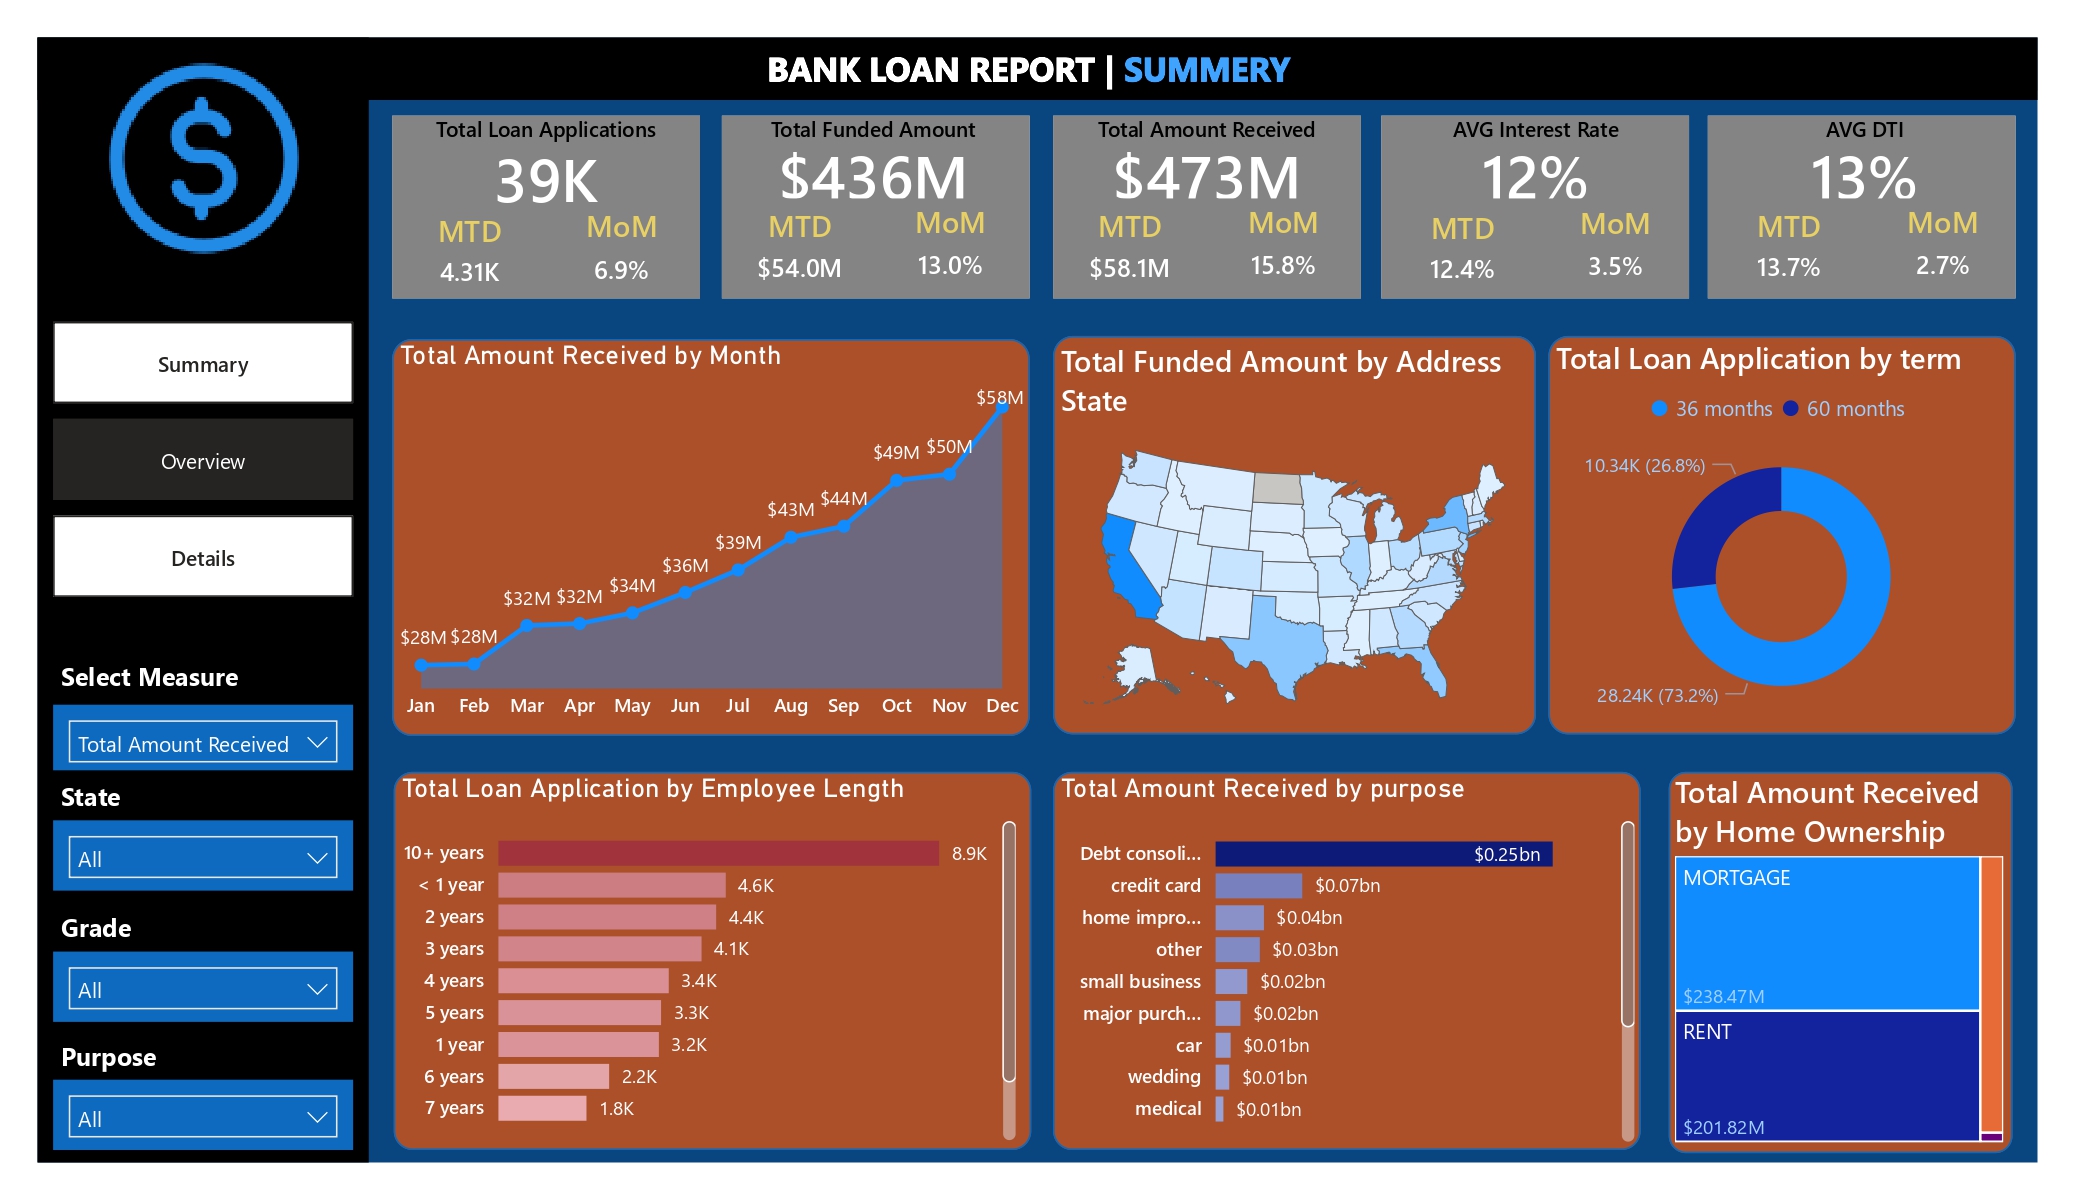 BANK LOAN REPORT | SUMMERY
Total Loan Applications
39K
MTD MoM
4.31K 6.9%
Total Funded Amount
$436M
MTD MoM
$54.0M 13.0%
Total Amount Received
$473M
MTD MoM
$58.1M 15.8%
AVG Interest Rate
12%
MTD MoM
12.4% 3.5%
AVG DTI
13%
MTD MoM
13.7% 2.7%
Summary
Overview
Details
Select Measure
Total Amount Received
State
All
Grade
All
Purpose
All
Total Amount Received by Month
$28M $28M $32M $32M $34M $36M $39M $43M $44M $49M $50M $58M
Jan Feb Mar Apr May Jun Jul Aug Sep Oct Nov Dec
Total Funded Amount by Address
State
Total Loan Application by term
36 months 60 months
10.34K (26.8%)
28.24K (73.2%)
Total Loan Application by Employee Length
10+ years 8.9K
< 1 year 4.6K
2 years 4.4K
3 years 4.1K
4 years 3.4K
5 years 3.3K
1 year 3.2K
6 years 2.2K
7 years 1.8K
Total Amount Received by purpose
Debt consoli... $0.25bn
credit card $0.07bn
home impro... $0.04bn
other $0.03bn
small business $0.02bn
major purch... $0.02bn
car $0.01bn
wedding $0.01bn
medical $0.01bn
Total Amount Received
by Home Ownership
MORTGAGE
$238.47M
RENT
$201.82M